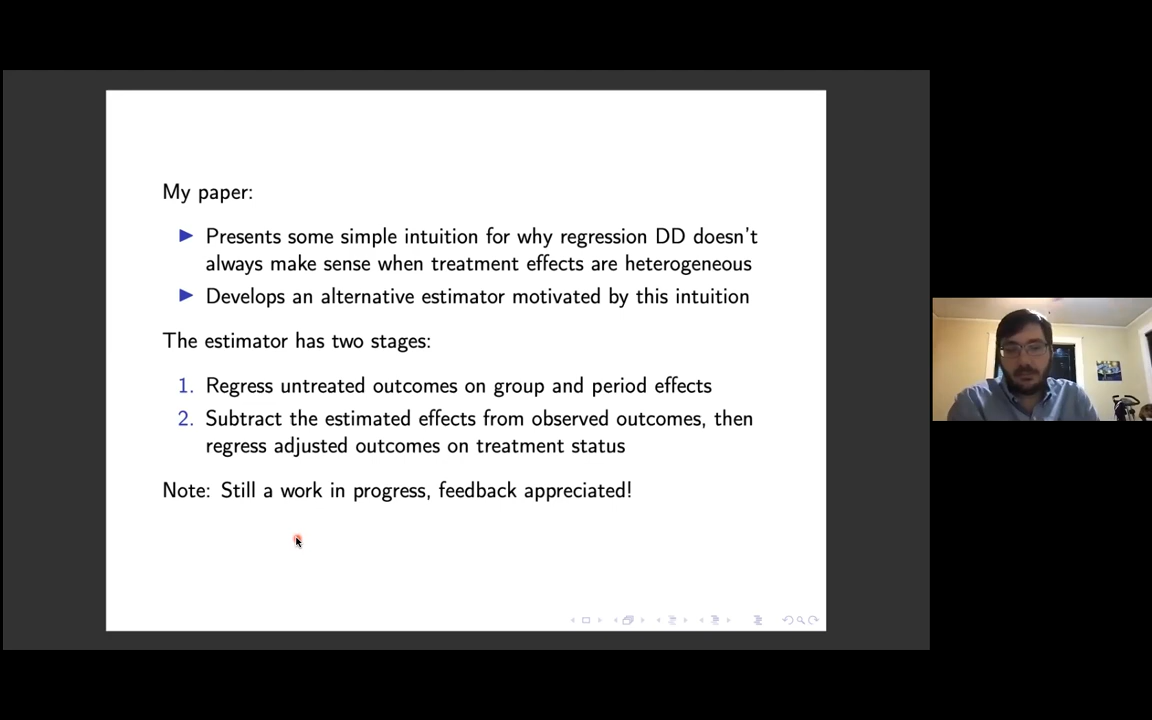 My paper:
Presents some simple intuition for why regression DD doesn't
always make sense when treatment effects are heterogeneous
Develops an alternative estimator motivated by this intuition
The estimator has two stages:
1. Regress untreated outcomes on group and period effects
2. Subtract the estimated effects from observed outcomes, then
regress adjusted outcomes on treatment status
Note: Still a work in progress, feedback appreciated!